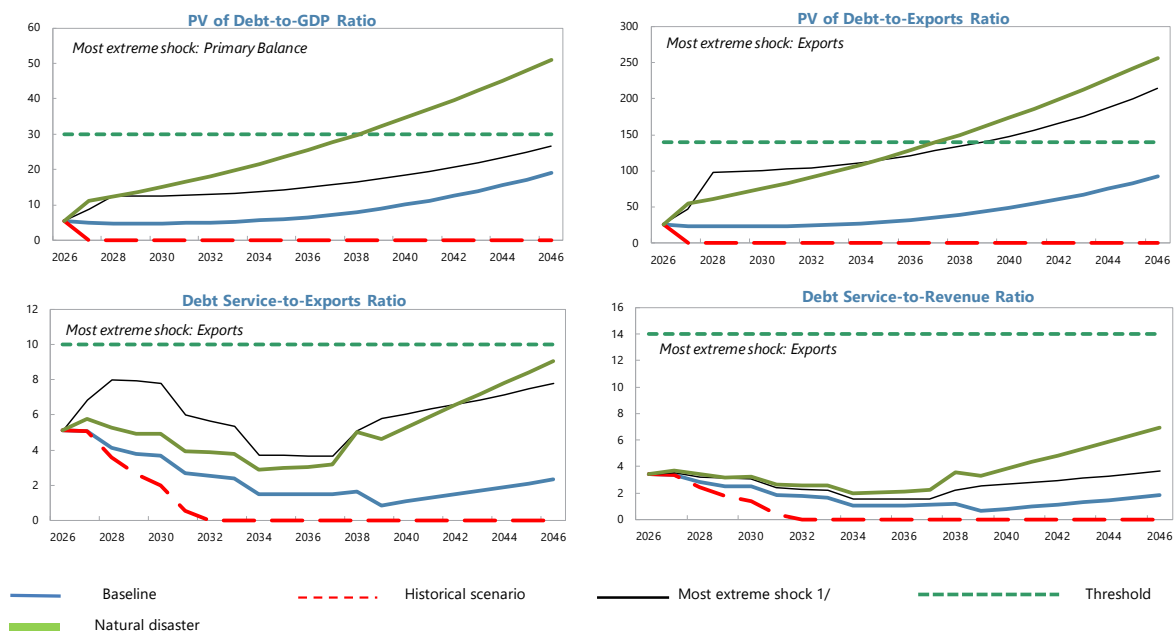 PV of Debt-to-GDP Ratio
Most extreme shock: Primary Balance
60
50
40
30
20
10
0
2026 2028 2030 2032 2034 2036 2038 2040 2042 2044 2046
PV of Debt-to-Exports Ratio
Most extreme shock: Exports
300
250
200
150
100
50
0
2026 2028 2030 2032 2034 2036 2038 2040 2042 2044 2046
Debt Service-to-Exports Ratio
Most extreme shock: Exports
12
10
8
6
4
2
0
2026 2028 2030 2032 2034 2036 2038 2040 2042 2044 2046
Debt Service-to-Revenue Ratio
16
14
Most extreme shock: Exports
12
10
8
6
4
2
0
2026 2028 2030 2032 2034 2036 2038 2040 2042 2044 2046
Baseline Historical scenario Most extreme shock 1/ Threshold
Natural disaster